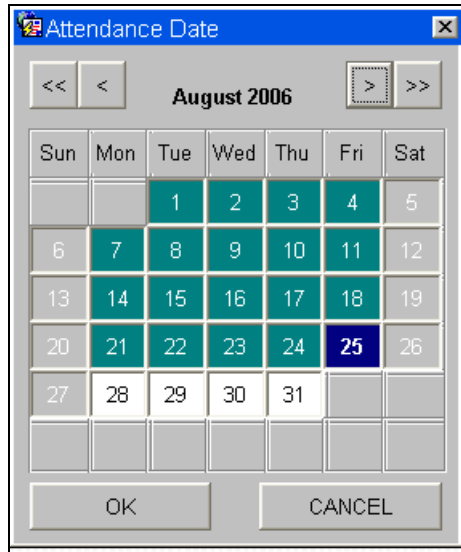 Attendance Date
<< < August 2006 > >>
Sun Mon Tue Wed Thu Fri Sat
1 2 3 4 5
6 7 8 9 10 11 12
13 14 15 16 17 18 19
20 21 22 23 24 25 26
27 28 29 30 31
OK CANCEL